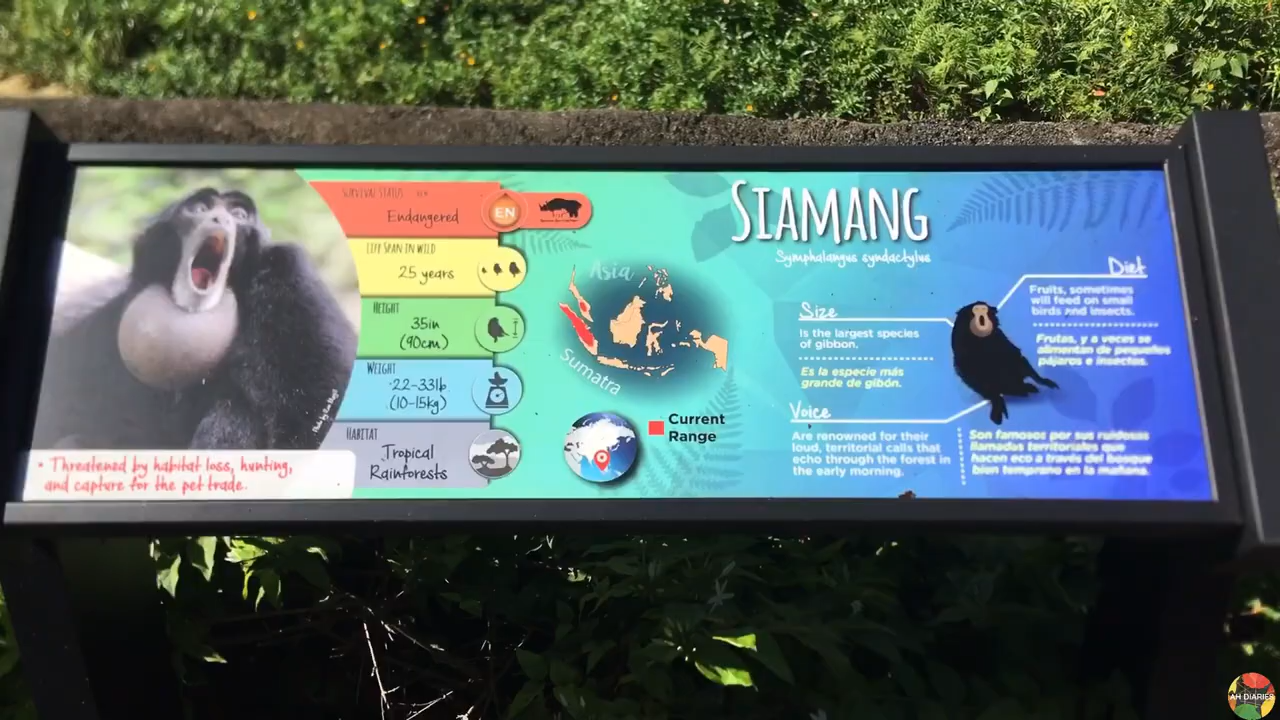 SURVIVAL STATUS
Endangered
EN
LIFE SPAN IN WILD
25 years
HEIGHT
35in
(90cm)
WEIGHT
22-33lb
(10-15kg)
HABITAT
Tropical
Rainforests
• Threatened by habitat loss, hunting,
and capture for the pet trade.
Asia
Sumatra
Current
Range
SIAMANG
Symphalangus syndactylus
Size
Is the largest species
of gibbon.
Es la especie más
grande de gibón.
Voice
Are renowned for their
loud, territorial calls that
echo through the forest in
the early morning.
Son famosos por sus ruidosas
llamadas territoriales que
hacen eco a través del bosque
bien temprano en la mañana.
Diet
Fruits, sometimes
will feed on small
birds and insects.
Frutas, y a veces se
alimentan de pequeños
pájaros e insectos.
AH DIARIES